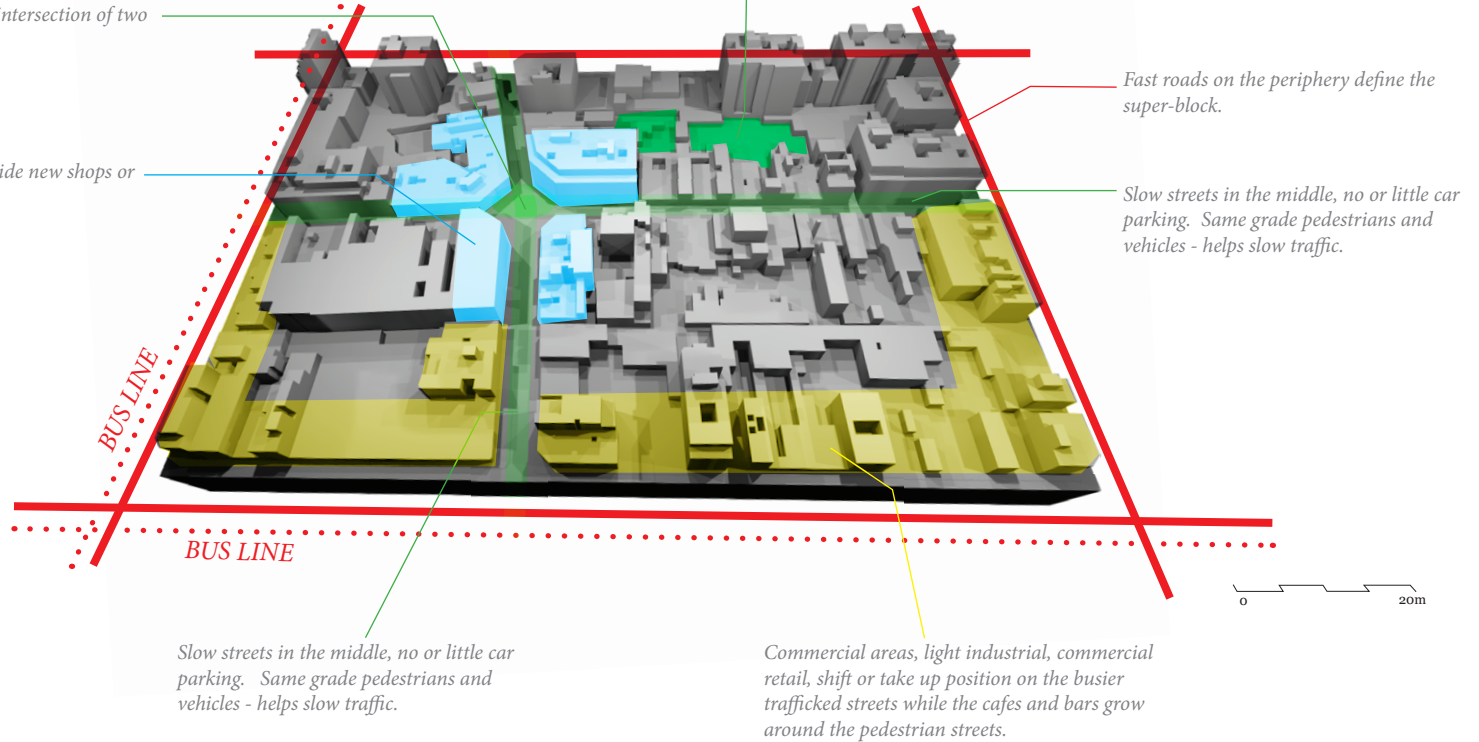 ntersection of two
ide new shops or
Fast roads on the periphery define the
super-block.
Slow streets in the middle, no or little car
parking.  Same grade pedestrians and
vehicles - helps slow traffic.
BUS LINE
BUS LINE
0 20m
Slow streets in the middle, no or little car
parking.   Same grade pedestrians and
vehicles - helps slow traffic.
Commercial areas, light industrial, commercial
retail, shift or take up position on the busier
trafficked streets while the cafes and bars grow
around the pedestrian streets.